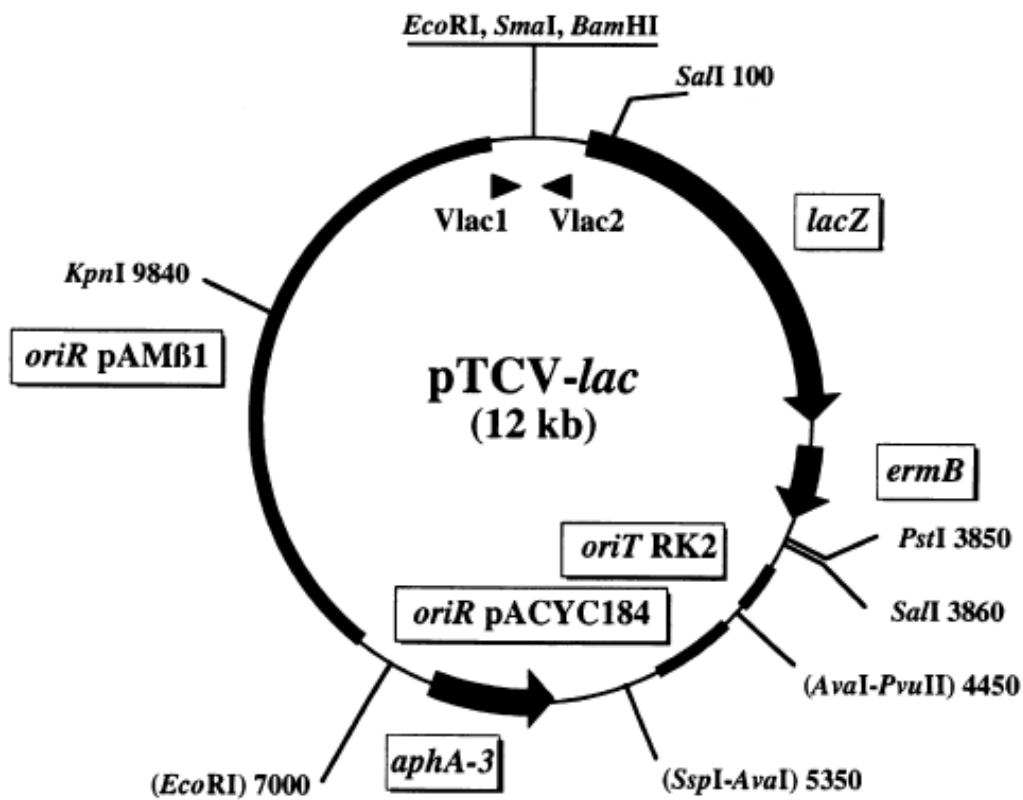 EcoRI, SmaI, BamHI
SalI 100
Vlac1
Vlac2
lacZ
KpnI 9840
oriR pAMß1
pTCV-lac
(12 kb)
ermB
PstI 3850
oriT RK2
oriR pACYC184
SalI 3860
(AvaI-PvuII) 4450
aphA-3
(EcoRI) 7000
(SspI-AvaI) 5350